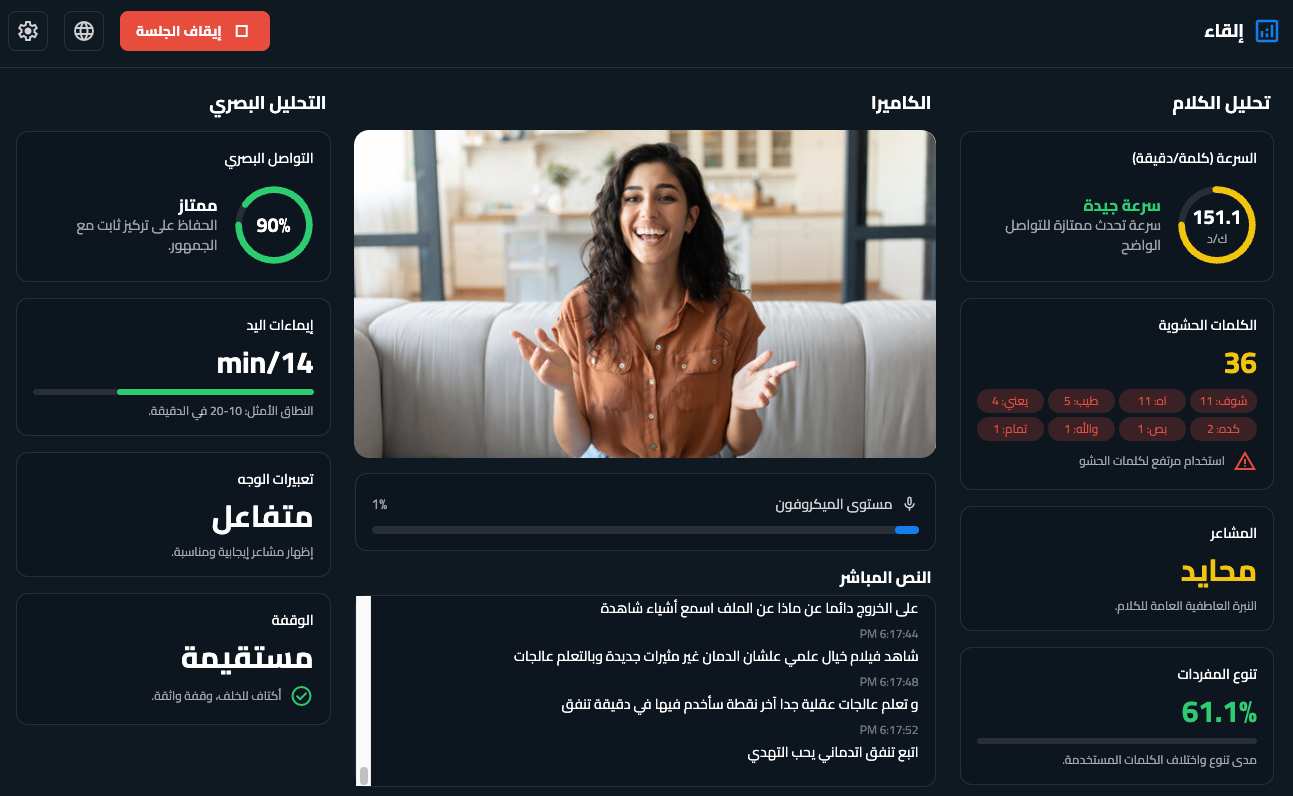 إلقاء
إيقاف الجلسة
تحليل الكلام
السرعة (كلمة/دقيقة)
151.1
ك/د
سرعة جيدة
سرعة تحدث ممتازة للتواصل
الواضح
الكلمات الحشوية
36
شوف: 11
اه: 11
طيب: 5
يعني: 4
كده: 2
بص: 1
والله: 1
تمام: 1
استخدام مرتفع لكلمات الحشو
المشاعر
محايد
النبرة العاطفية العامة للكلام.
تنوع المفردات
61.1%
مدى تنوع واختلاف الكلمات المستخدمة.
الكاميرا
مستوى الميكروفون
1%
النص المباشر
على الخروج دائما عن ماذا عن الملف اسمع أشياء شاهدة
6:17:44 PM
شاهد فيلام خيال علمي علشان الدمان غير مثيرات جديدة وبالتعلم عالجات
6:17:48 PM
و تعلم عالجات عقلية جدا آخر نقطة سأخدم فيها في دقيقة تنفق
6:17:52 PM
اتبع تنفق اتدماني يحب التهدي
التحليل البصري
التواصل البصري
90%
ممتاز
الحفاظ على تركيز ثابت مع
الجمهور.
إيماءات اليد
14/min
النطاق الأمثل: 10-20 في الدقيقة.
تعبيرات الوجه
متفاعل
إظهار مشاعر إيجابية ومناسبة.
الوقفة
مستقيمة
أكتاف للخلف، وقفة واثقة.